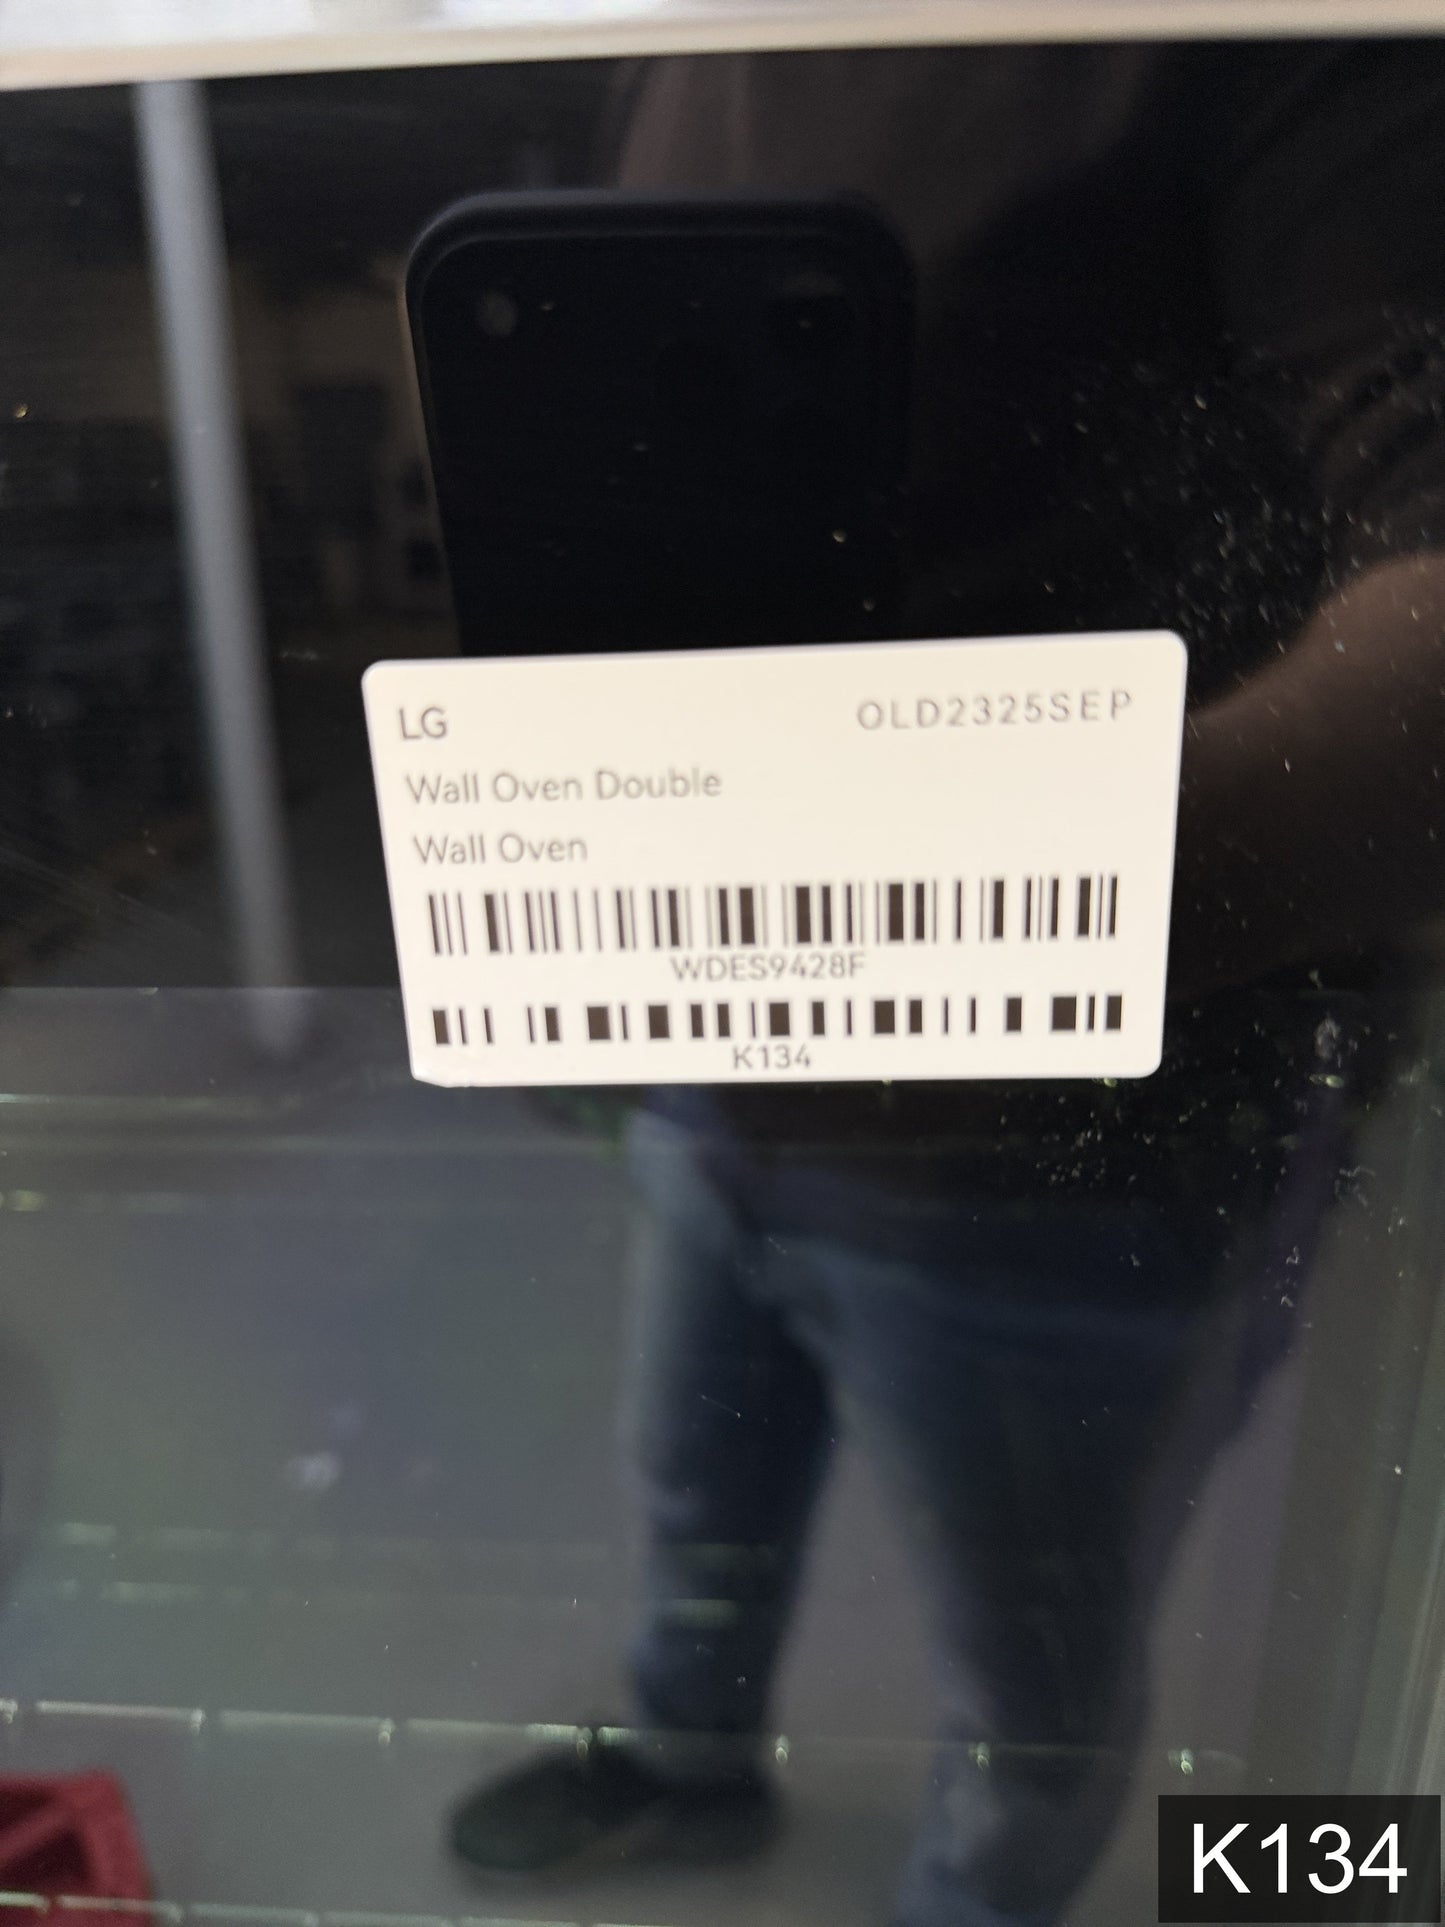 LG
OLD2325SEP
Wall Oven Double
Wall Oven
WDES9428F
K134
K134